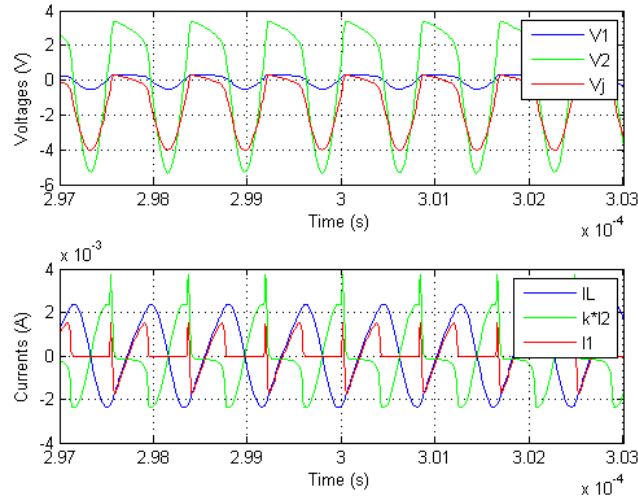 4
2
0
-2
-4
-6
Voltages (V)
V1
V2
Vj
2.97 2.98 2.99 3 3.01 3.02 3.03
Time (s)
x 10^-4
x 10^-3
4
2
0
-2
-4
Currents (A)
IL
k*I2
I1
2.97 2.98 2.99 3 3.01 3.02 3.03
Time (s)
x 10^-4